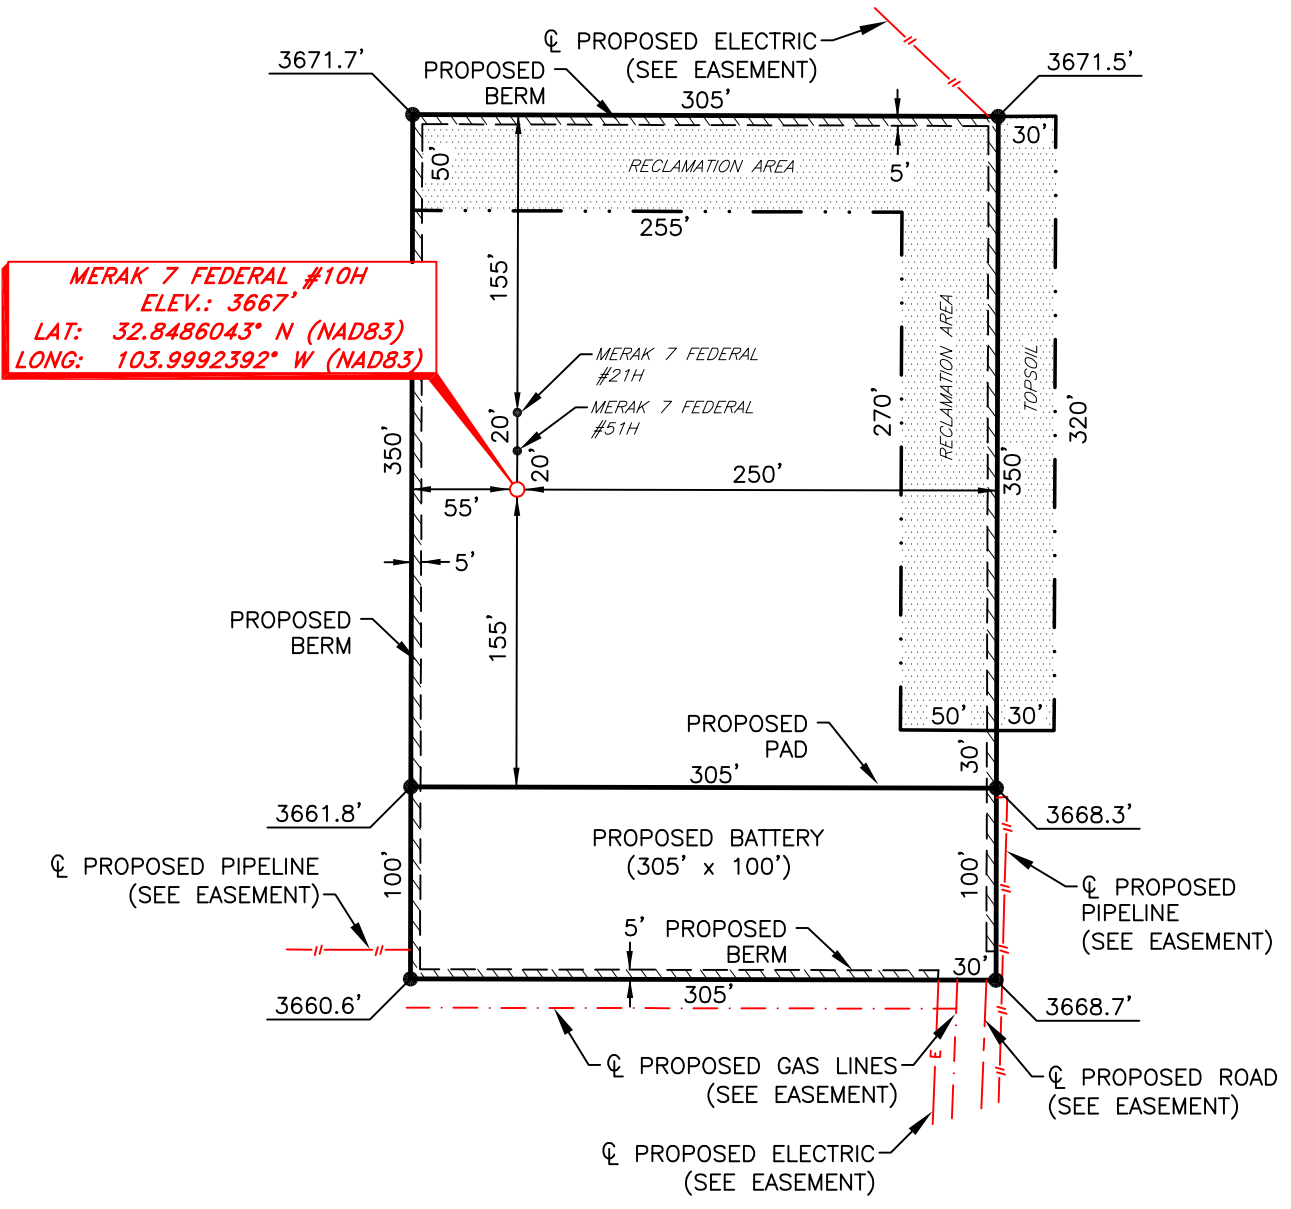 ℄ PROPOSED ELECTRIC
(SEE EASEMENT)
3671.7'
3671.5'
PROPOSED
BERM
305'
30'
50'
RECLAMATION AREA
5'
255'
155'
MERAK 7 FEDERAL #10H
ELEV.: 3667'
LAT: 32.8486043° N (NAD83)
LONG: 103.9992392° W (NAD83)
MERAK 7 FEDERAL
#21H
MERAK 7 FEDERAL
#51H
20'
20'
350'
270'
RECLAMATION AREA
TOPSOIL
320'
350'
250'
55'
5'
PROPOSED
BERM
155'
PROPOSED
PAD
50'
30'
30'
305'
3661.8'
3668.3'
PROPOSED BATTERY
(305' x 100')
℄ PROPOSED PIPELINE
(SEE EASEMENT)
100'
100'
℄ PROPOSED
PIPELINE
(SEE EASEMENT)
5'
PROPOSED
BERM
30'
305'
3660.6'
3668.7'
E
℄ PROPOSED GAS LINES
(SEE EASEMENT)
℄ PROPOSED ROAD
(SEE EASEMENT)
℄ PROPOSED ELECTRIC
(SEE EASEMENT)